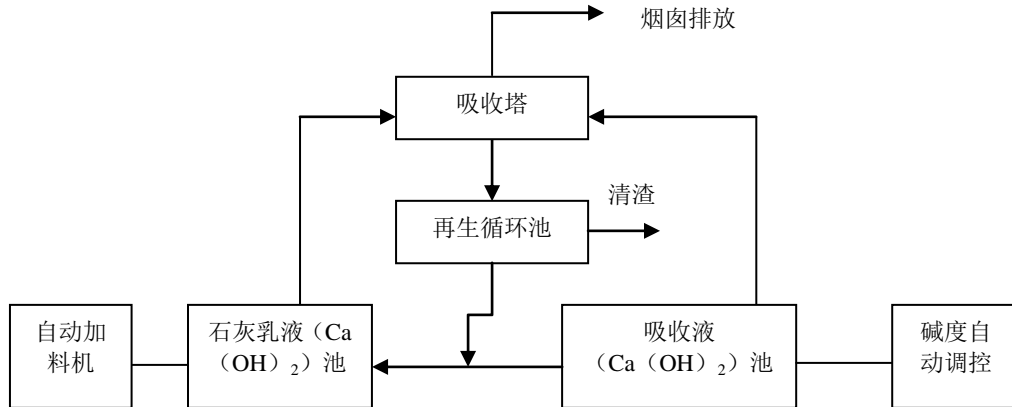 烟囱排放
吸收塔
清渣
再生循环池
自动加
料机
石灰乳液（Ca
（OH）₂）池
吸收液
（Ca（OH）₂）池
碱度自
动调控